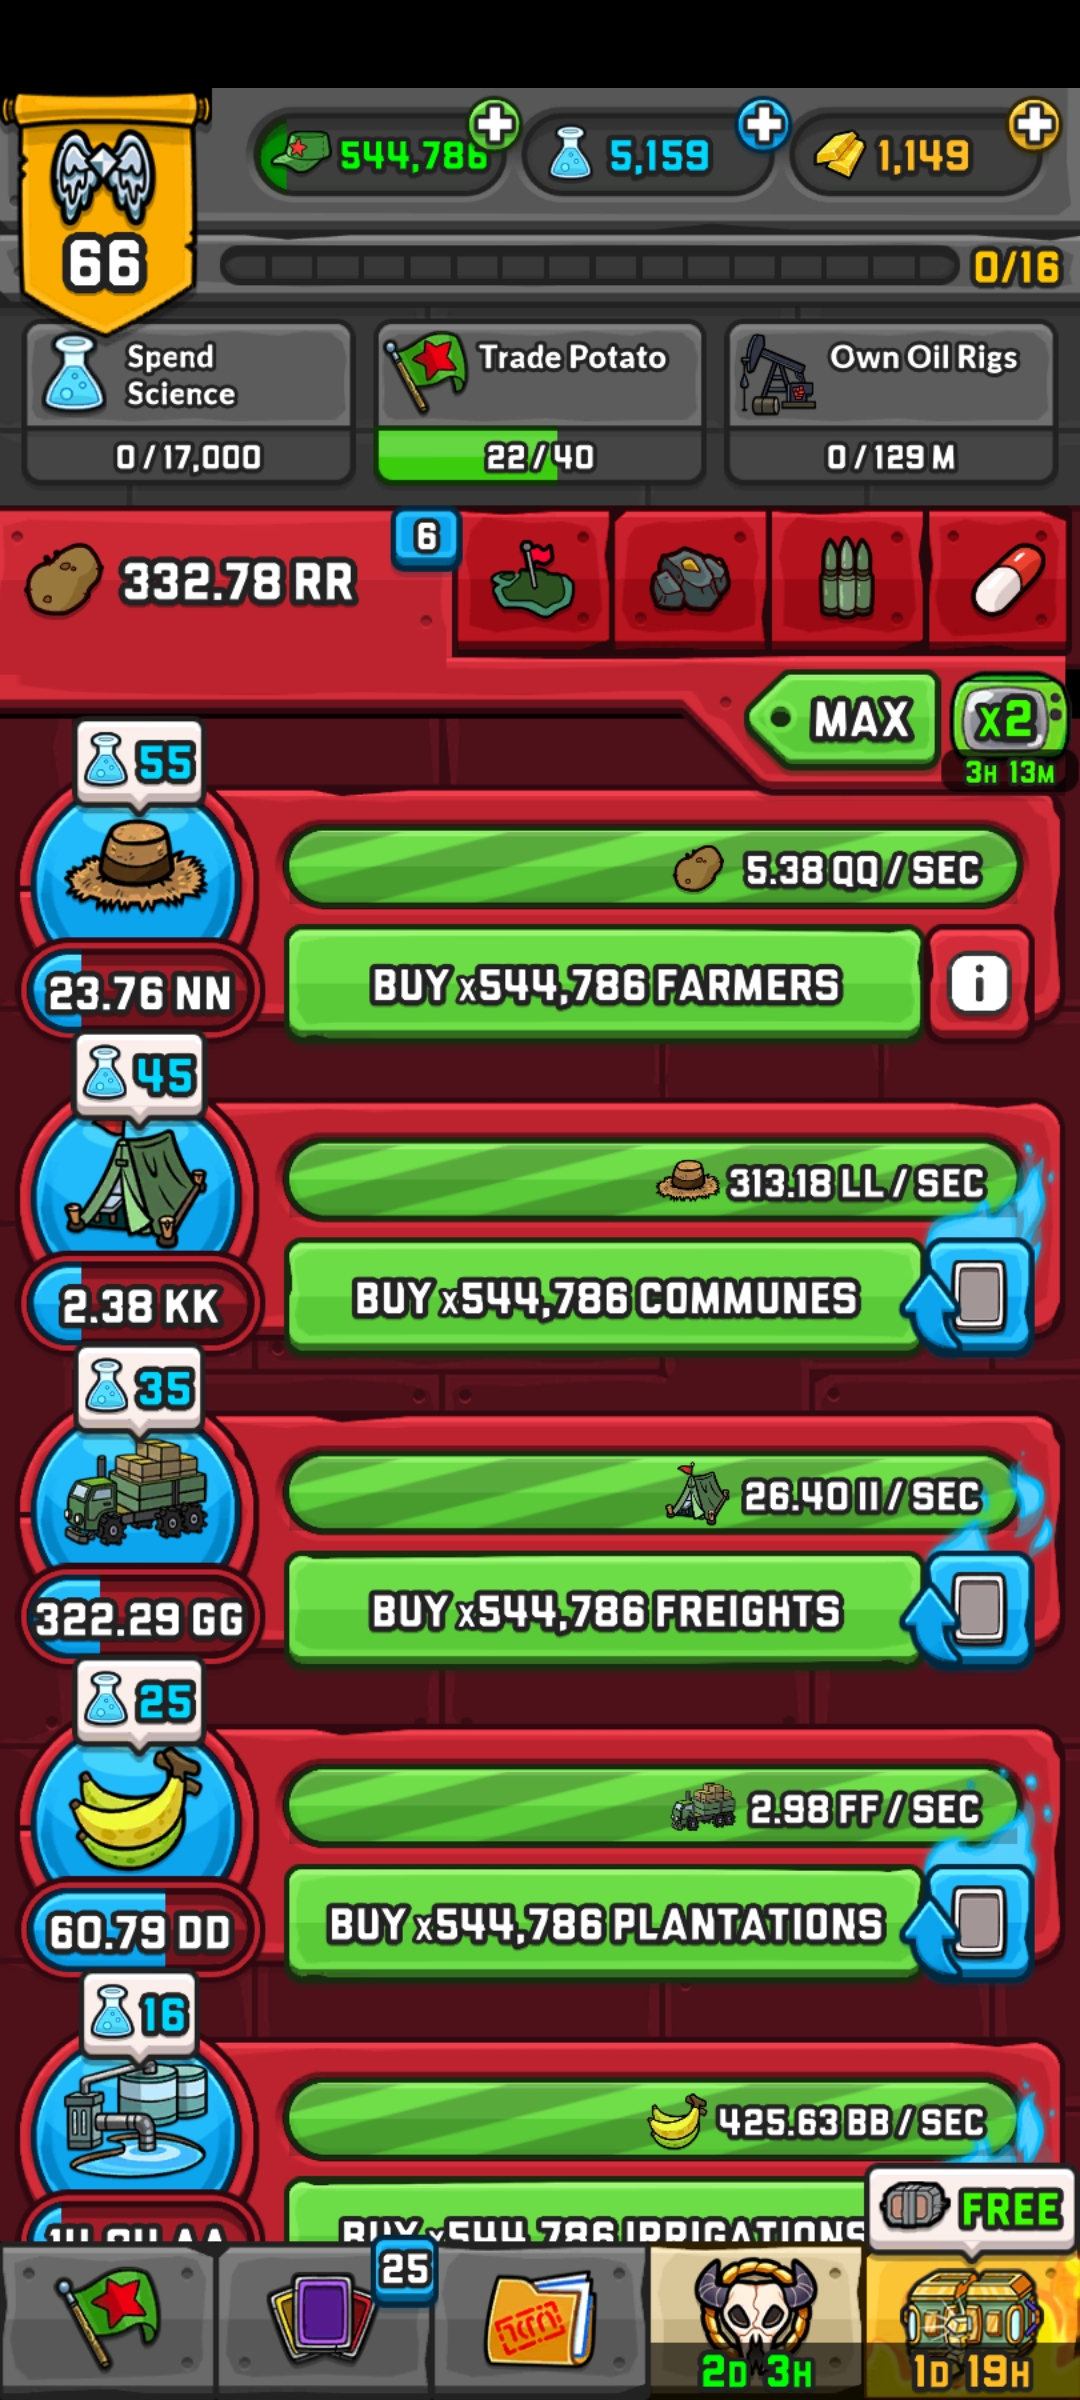 544,786
5,159
1,149
66
0/16
Spend
Science
0/17,000
Trade Potato
22/40
Own Oil Rigs
0/129 M
332.78 RR
6
MAX
x2
3H 13M
55
5.38 QQ / SEC
23.76 NN
BUY x544,786 FARMERS
i
45
313.18 LL / SEC
2.38 KK
BUY x544,786 COMMUNES
35
26.40 II / SEC
322.29 GG
BUY x544,786 FREIGHTS
25
2.98 FF / SEC
60.79 DD
BUY x544,786 PLANTATIONS
16
425.63 BB / SEC
BUY x544,786 IRRIGATIONS
FREE
25
2D 3H
1D 19H